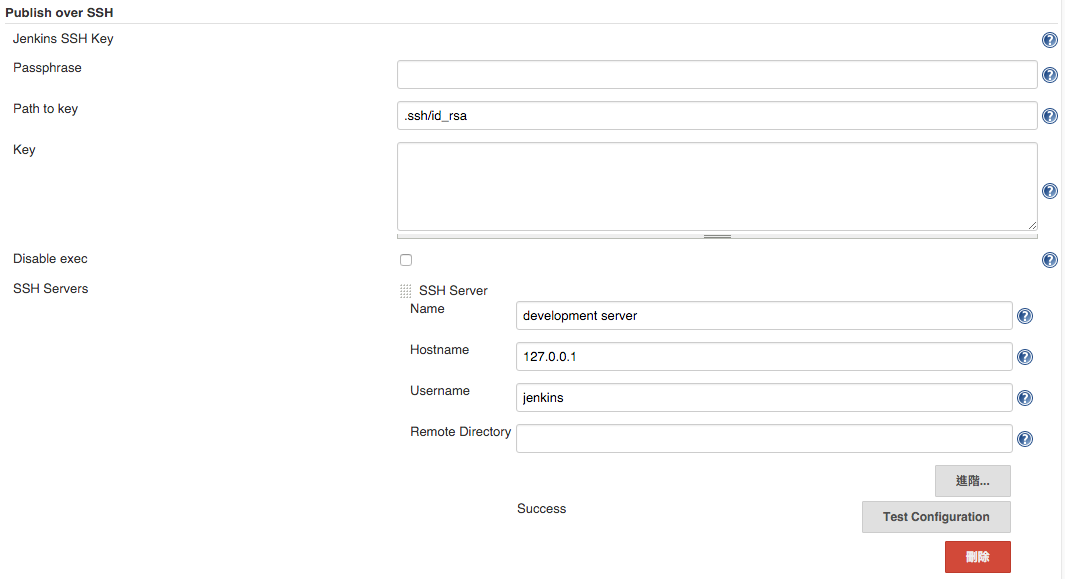 Publish over SSH
Jenkins SSH Key
Passphrase
Path to key .ssh/id_rsa
Key
Disable exec
SSH Servers SSH Server
Name development server
Hostname 127.0.0.1
Username jenkins
Remote Directory
進階...
Success Test Configuration
刪除